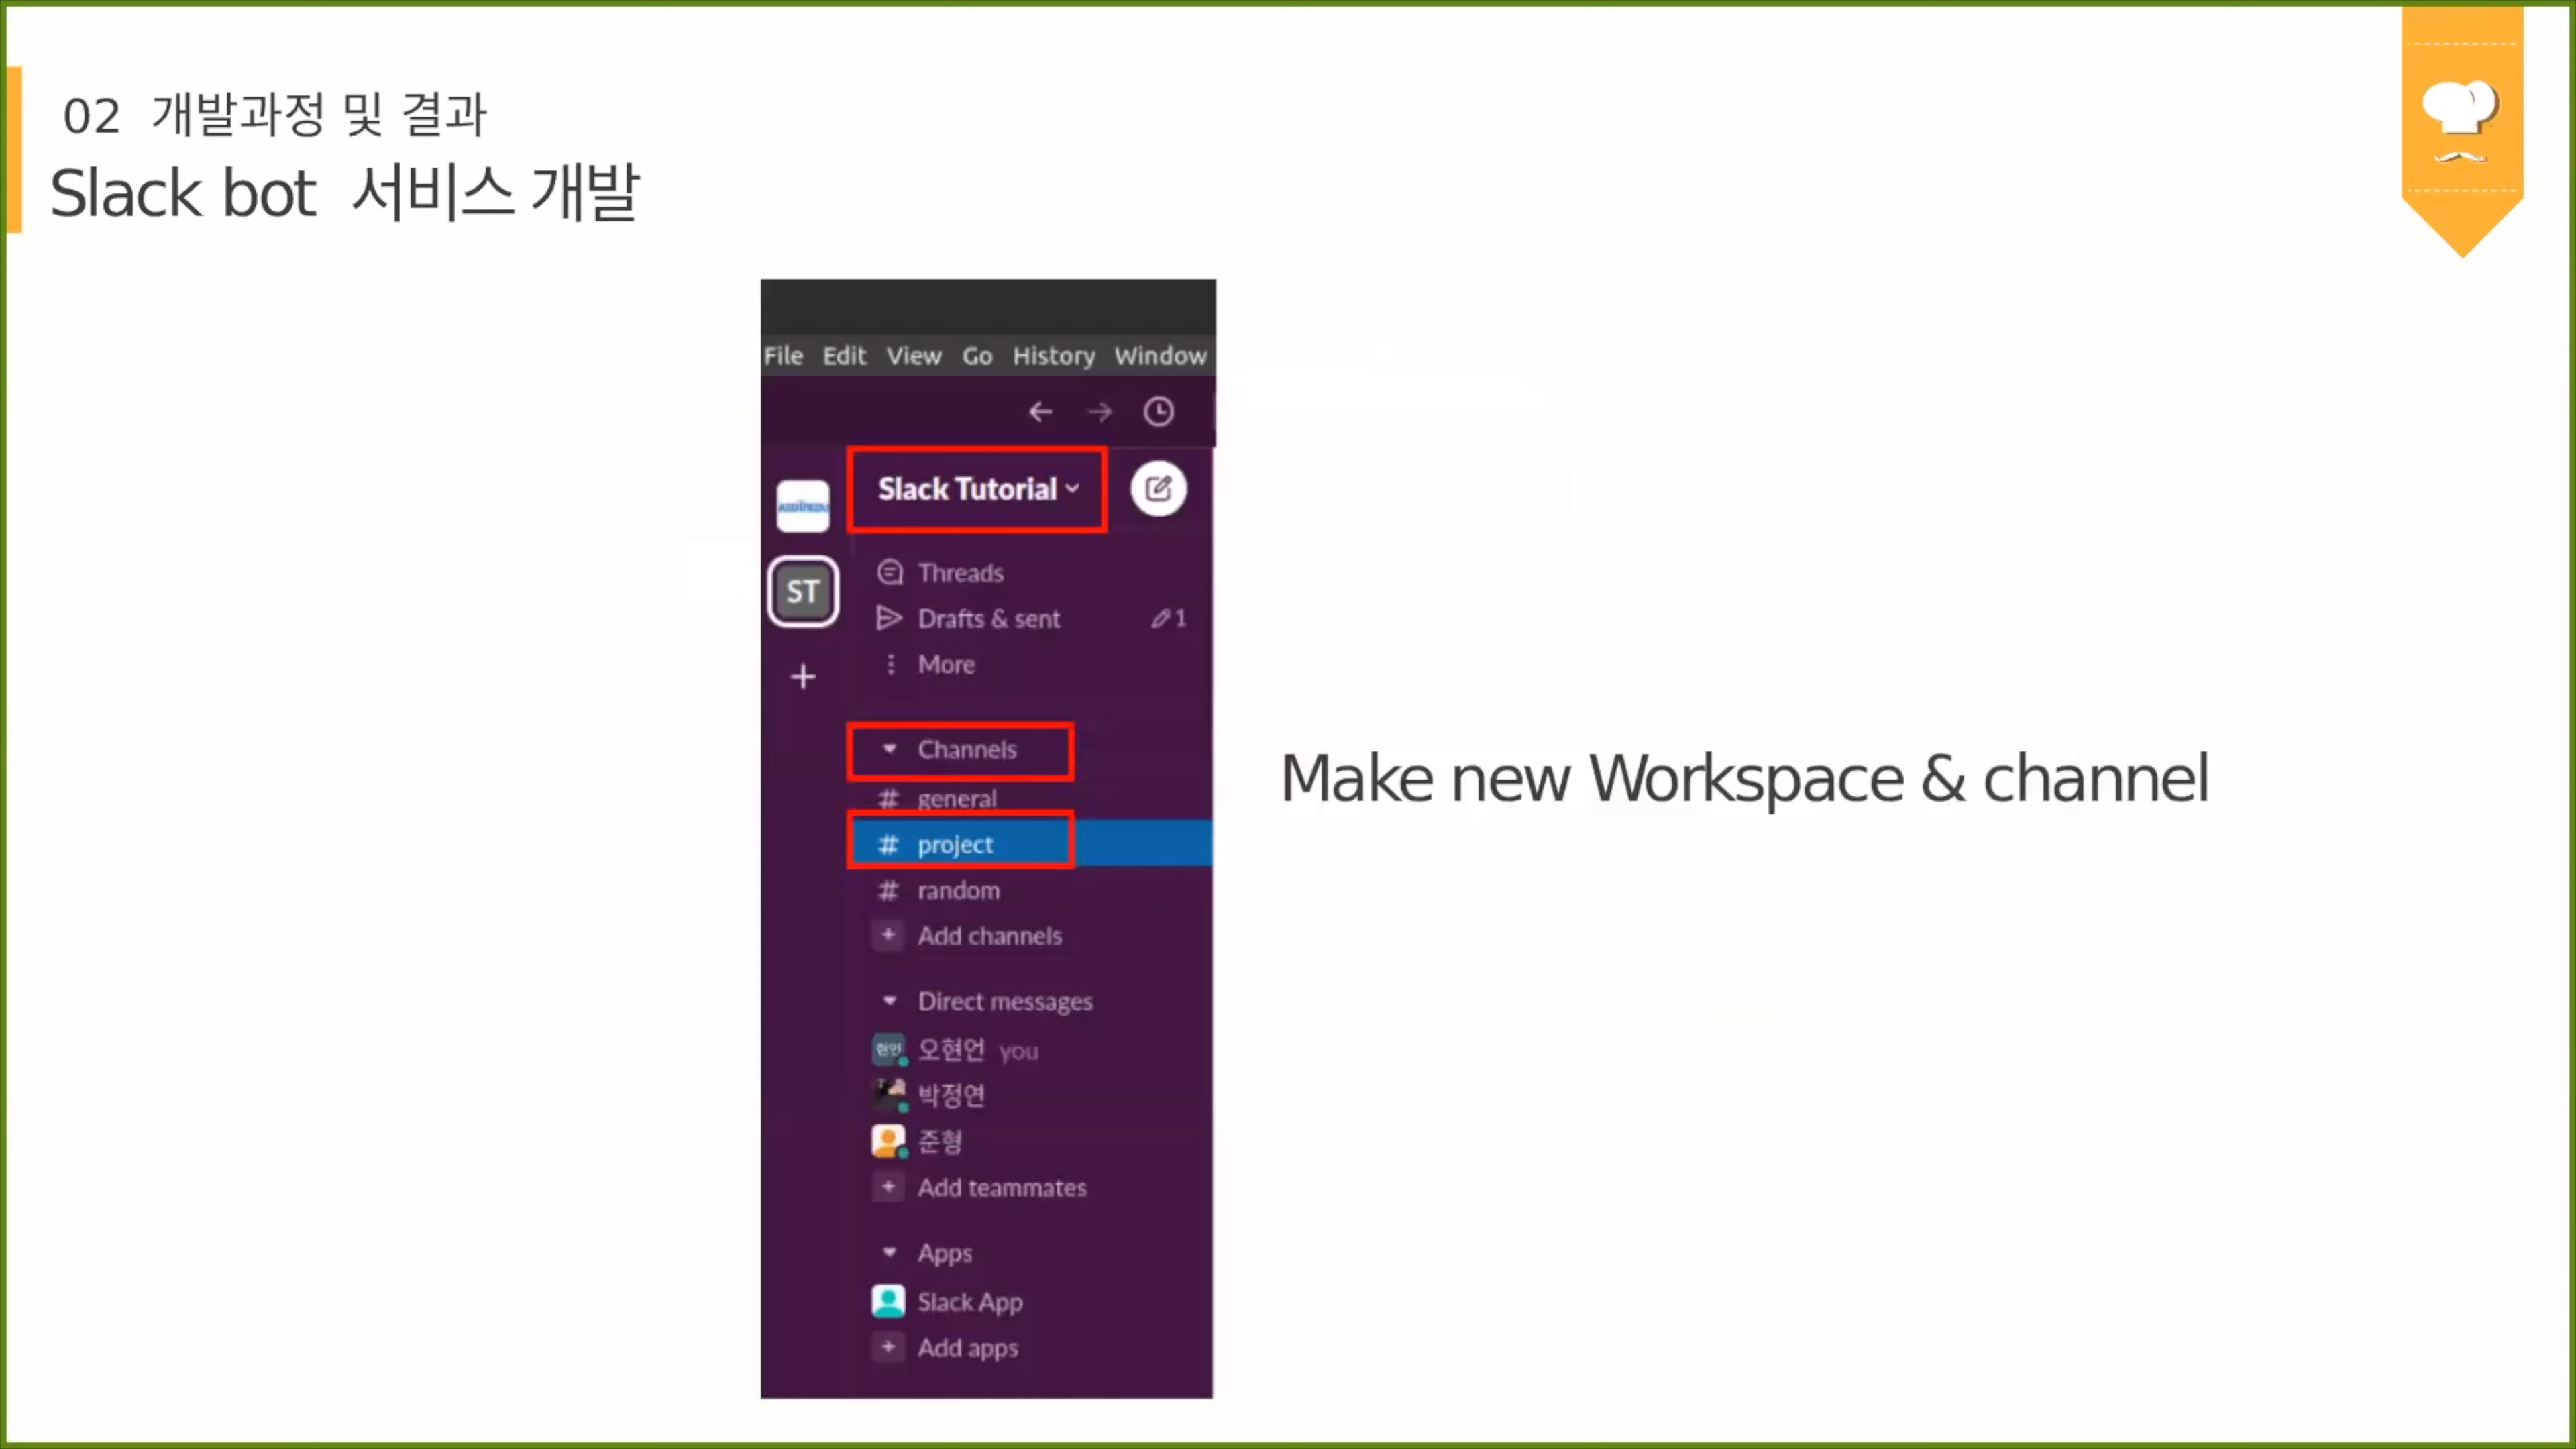 02 개발과정 및 결과
Slack bot 서비스 개발
File Edit View Go History Window
Slack Tutorial
ST
Threads
Drafts & sent 1
More
Channels
# general
# project
# random
+ Add channels
Direct messages
현언 오현언 you
박정연
준형
+ Add teammates
Apps
Slack App
+ Add apps
Make new Workspace & channel